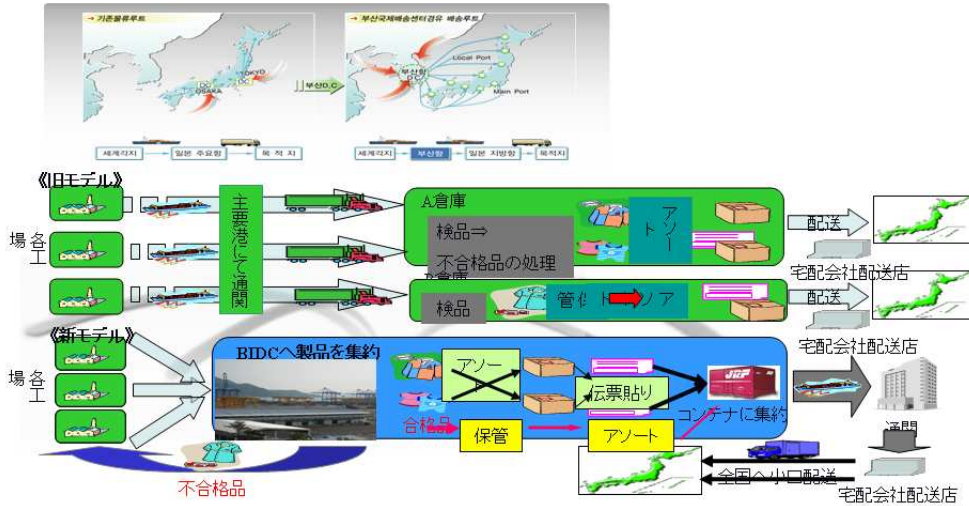 → 기존물류루트
→ 부산국제배송센터경유 배송루트
TOKYO
D.C
D.C
OSAKA
부산D.C
부산항
D.C
Local Port
Main Port
세계각지
일본 주요항
목 적 지
세계각지
부산항
일본 지방항
목적지
《旧モデル》
各工場
主要港にて通関
A倉庫
検品⇒
不合格品の処理
アソート
配送
宅配会社配送店
検品
配送
《新モデル》
各工場
BIDCへ製品を集約
アソー
伝票貼り
合格品
保管
アソート
JRF
コンテナに集約
宅配会社配送店
通関
全国へ小口配送
宅配会社配送店
不合格品